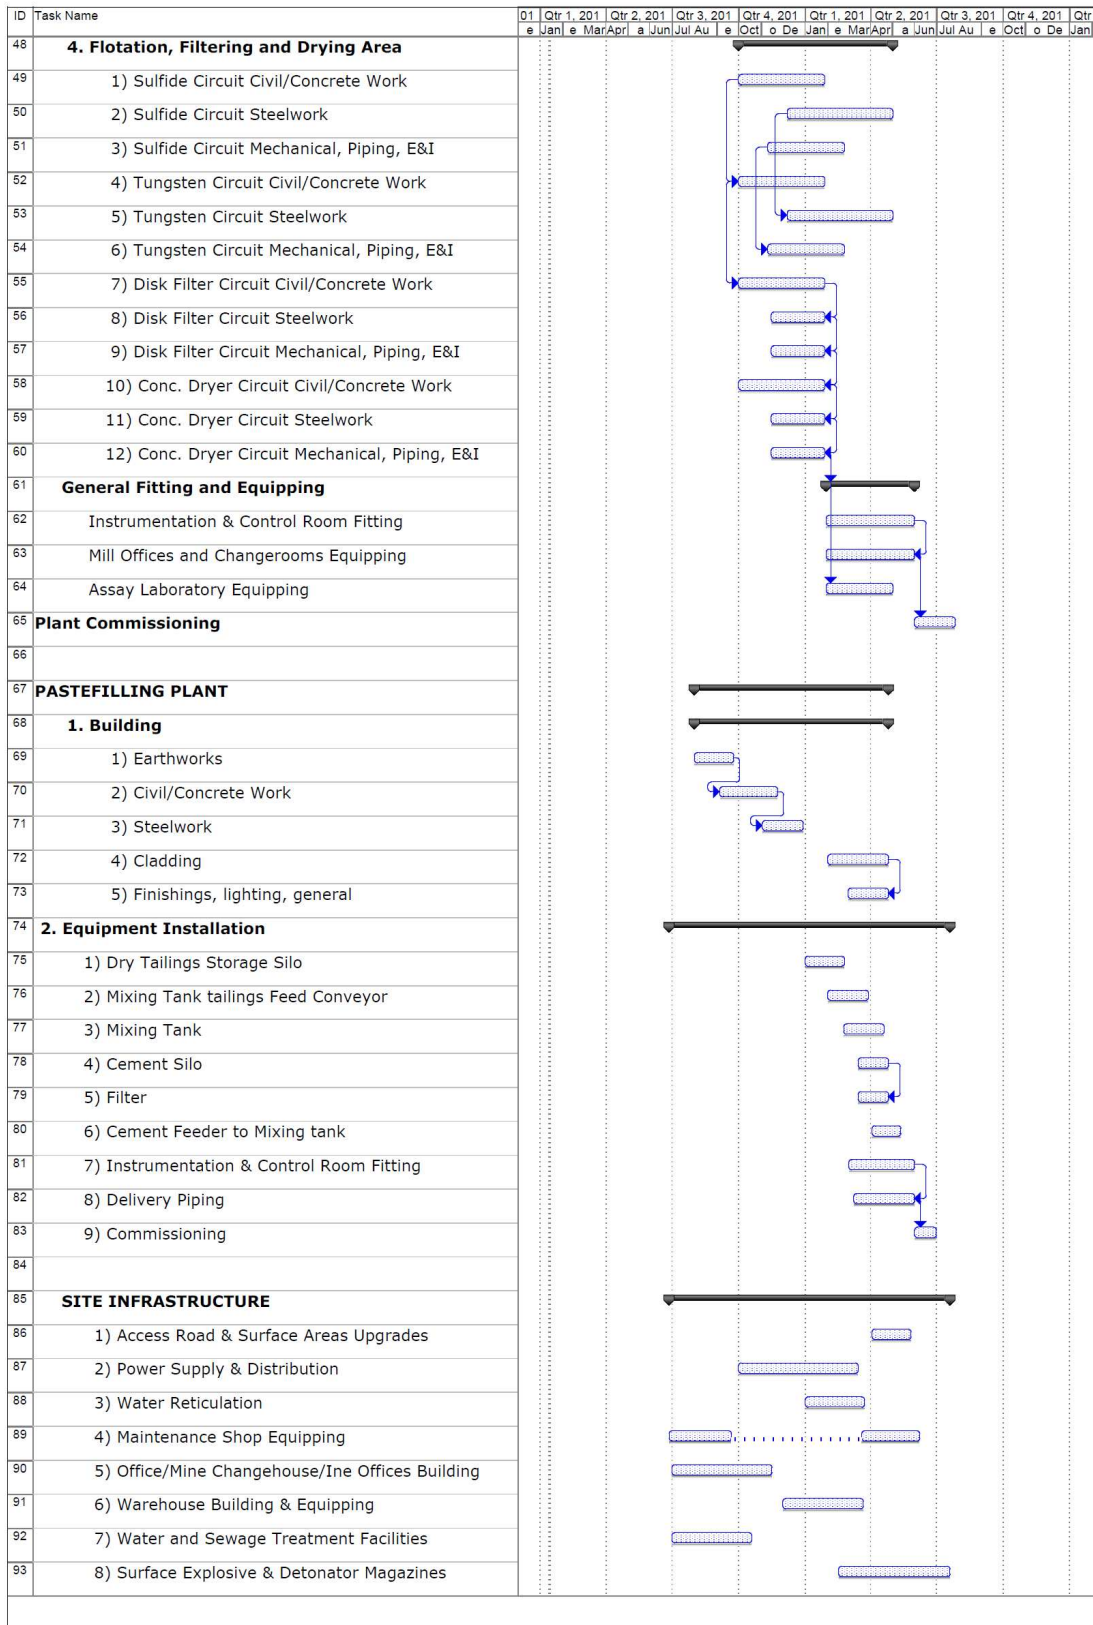 ID Task Name 01 Qtr 1, 201 Qtr 2, 201 Qtr 3, 201 Qtr 4, 201 Qtr 1, 201 Qtr 2, 201 Qtr 3, 201 Qtr 4, 201 Qtr
e Jan e Mar Apr a Jun Jul Au e Oct o De Jan e Mar Apr a Jun Jul Au e Oct o De Jan
48 4. Flotation, Filtering and Drying Area
49 1) Sulfide Circuit Civil/Concrete Work
50 2) Sulfide Circuit Steelwork
51 3) Sulfide Circuit Mechanical, Piping, E&I
52 4) Tungsten Circuit Civil/Concrete Work
53 5) Tungsten Circuit Steelwork
54 6) Tungsten Circuit Mechanical, Piping, E&I
55 7) Disk Filter Circuit Civil/Concrete Work
56 8) Disk Filter Circuit Steelwork
57 9) Disk Filter Circuit Mechanical, Piping, E&I
58 10) Conc. Dryer Circuit Civil/Concrete Work
59 11) Conc. Dryer Circuit Steelwork
60 12) Conc. Dryer Circuit Mechanical, Piping, E&I
61 General Fitting and Equipping
62 Instrumentation & Control Room Fitting
63 Mill Offices and Changerooms Equipping
64 Assay Laboratory Equipping
65 Plant Commissioning
66
67 PASTEFILLING PLANT
68 1. Building
69 1) Earthworks
70 2) Civil/Concrete Work
71 3) Steelwork
72 4) Cladding
73 5) Finishings, lighting, general
74 2. Equipment Installation
75 1) Dry Tailings Storage Silo
76 2) Mixing Tank tailings Feed Conveyor
77 3) Mixing Tank
78 4) Cement Silo
79 5) Filter
80 6) Cement Feeder to Mixing tank
81 7) Instrumentation & Control Room Fitting
82 8) Delivery Piping
83 9) Commissioning
84
85 SITE INFRASTRUCTURE
86 1) Access Road & Surface Areas Upgrades
87 2) Power Supply & Distribution
88 3) Water Reticulation
89 4) Maintenance Shop Equipping
90 5) Office/Mine Changehouse/Ine Offices Building
91 6) Warehouse Building & Equipping
92 7) Water and Sewage Treatment Facilities
93 8) Surface Explosive & Detonator Magazines